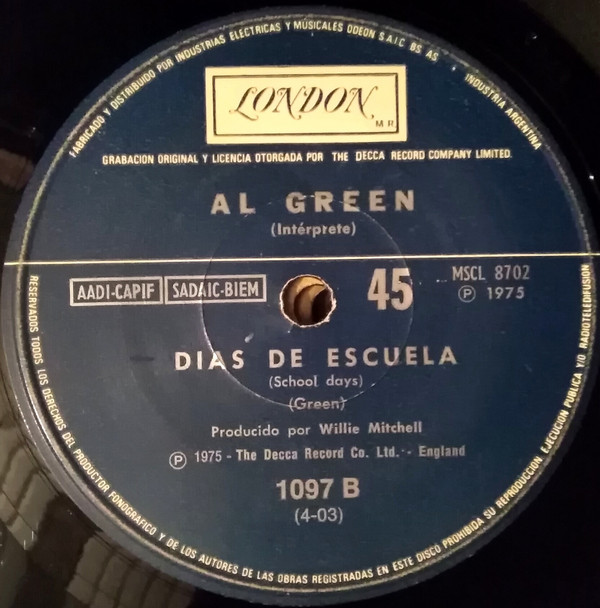 FABRICADO Y DISTRIBUIDO POR INDUSTRIAS ELECTRICAS Y MUSICALES ODEON S.A.I.C. BS. AS. INDUSTRIA ARGENTINA
LONDON
M R
GRABACION ORIGINAL Y LICENCIA OTORGADA POR THE DECCA RECORD COMPANY LIMITED.
AL GREEN
(Intérprete)
AADI-CAPIF SADAIC-BIEM 45 MSCL 8702
Ⓟ 1975
DIAS DE ESCUELA
(School days)
(Green)
Producido por Willie Mitchell
Ⓟ 1975 - The Decca Record Co. Ltd. - England
1097 B
(4-03)
RESERVADOS TODOS LOS DERECHOS DEL PRODUCTOR FONOGRAFICO Y DE LOS AUTORES DE LAS OBRAS REGISTRADAS EN ESTE DISCO PROHIBIDA SU REPRODUCCION, EJECUCION PUBLICA Y/O RADIOTELEDIFUSION